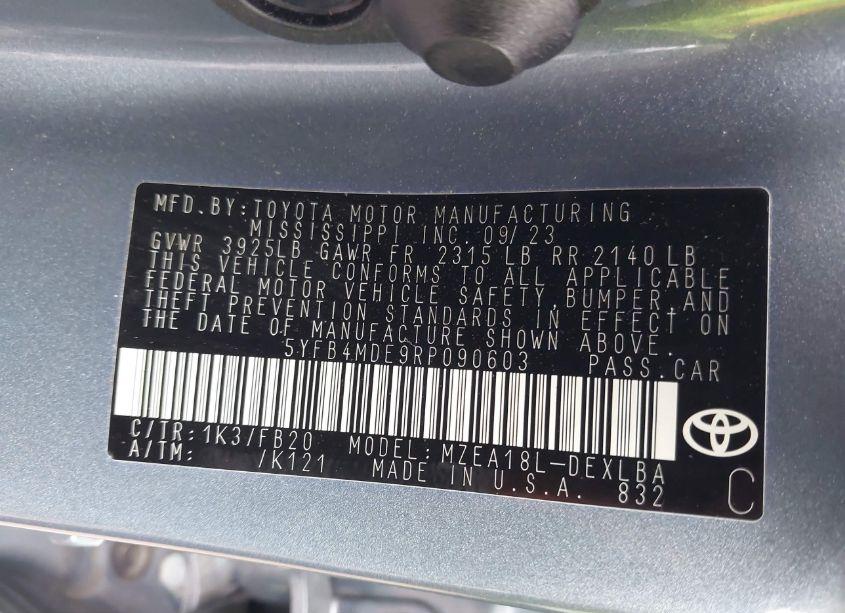 MFD.BY:TOYOTA MOTOR MANUFACTURING
MISSISSIPPI INC. 09/23
GVWR 3925LB GAWR FR 2315 LB RR 2140 LB
THIS VEHICLE CONFORMS TO ALL APPLICABLE
FEDERAL MOTOR VEHICLE SAFETY,BUMPER,AND
THEFT PREVENTION STANDARDS IN EFFECT ON
THE DATE OF MANUFACTURE SHOWN ABOVE.
5YFB4MDE9RP090603 PASS.CAR
C/TR:1K3/FB20 MODEL:MZEA18L-DEXLBA
A/TM: /K121 MADE IN U.S.A. 832
C